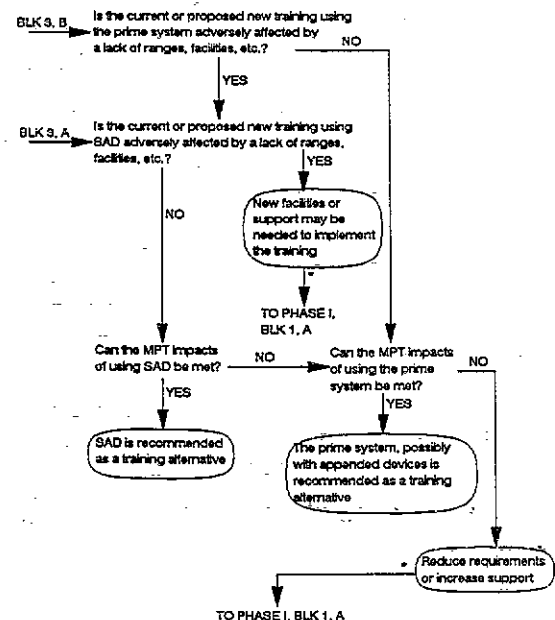 Is the current or proposed new training using
BLK 3, B
the prime system adversely affected by
a lack of ranges, facilities, etc.?
NO
YES
Is the current or proposed new training using
BLK 3, A
SAD adversely affected by a lack of ranges,
facilities, etc.?
YES
NO
New facilities or
support may be
needed to implement
the training
TO PHASE I,
BLK 1, A
Can the MPT impacts
of using SAD be met?
NO
Can the MPT impacts
of using the prime
system be met?
NO
YES
YES
SAD is recommended
as a training alternative
The prime system, possibly
with appended devices is
recommended as a training
alternative
Reduce requirements
or increase support
TO PHASE I, BLK 1, A